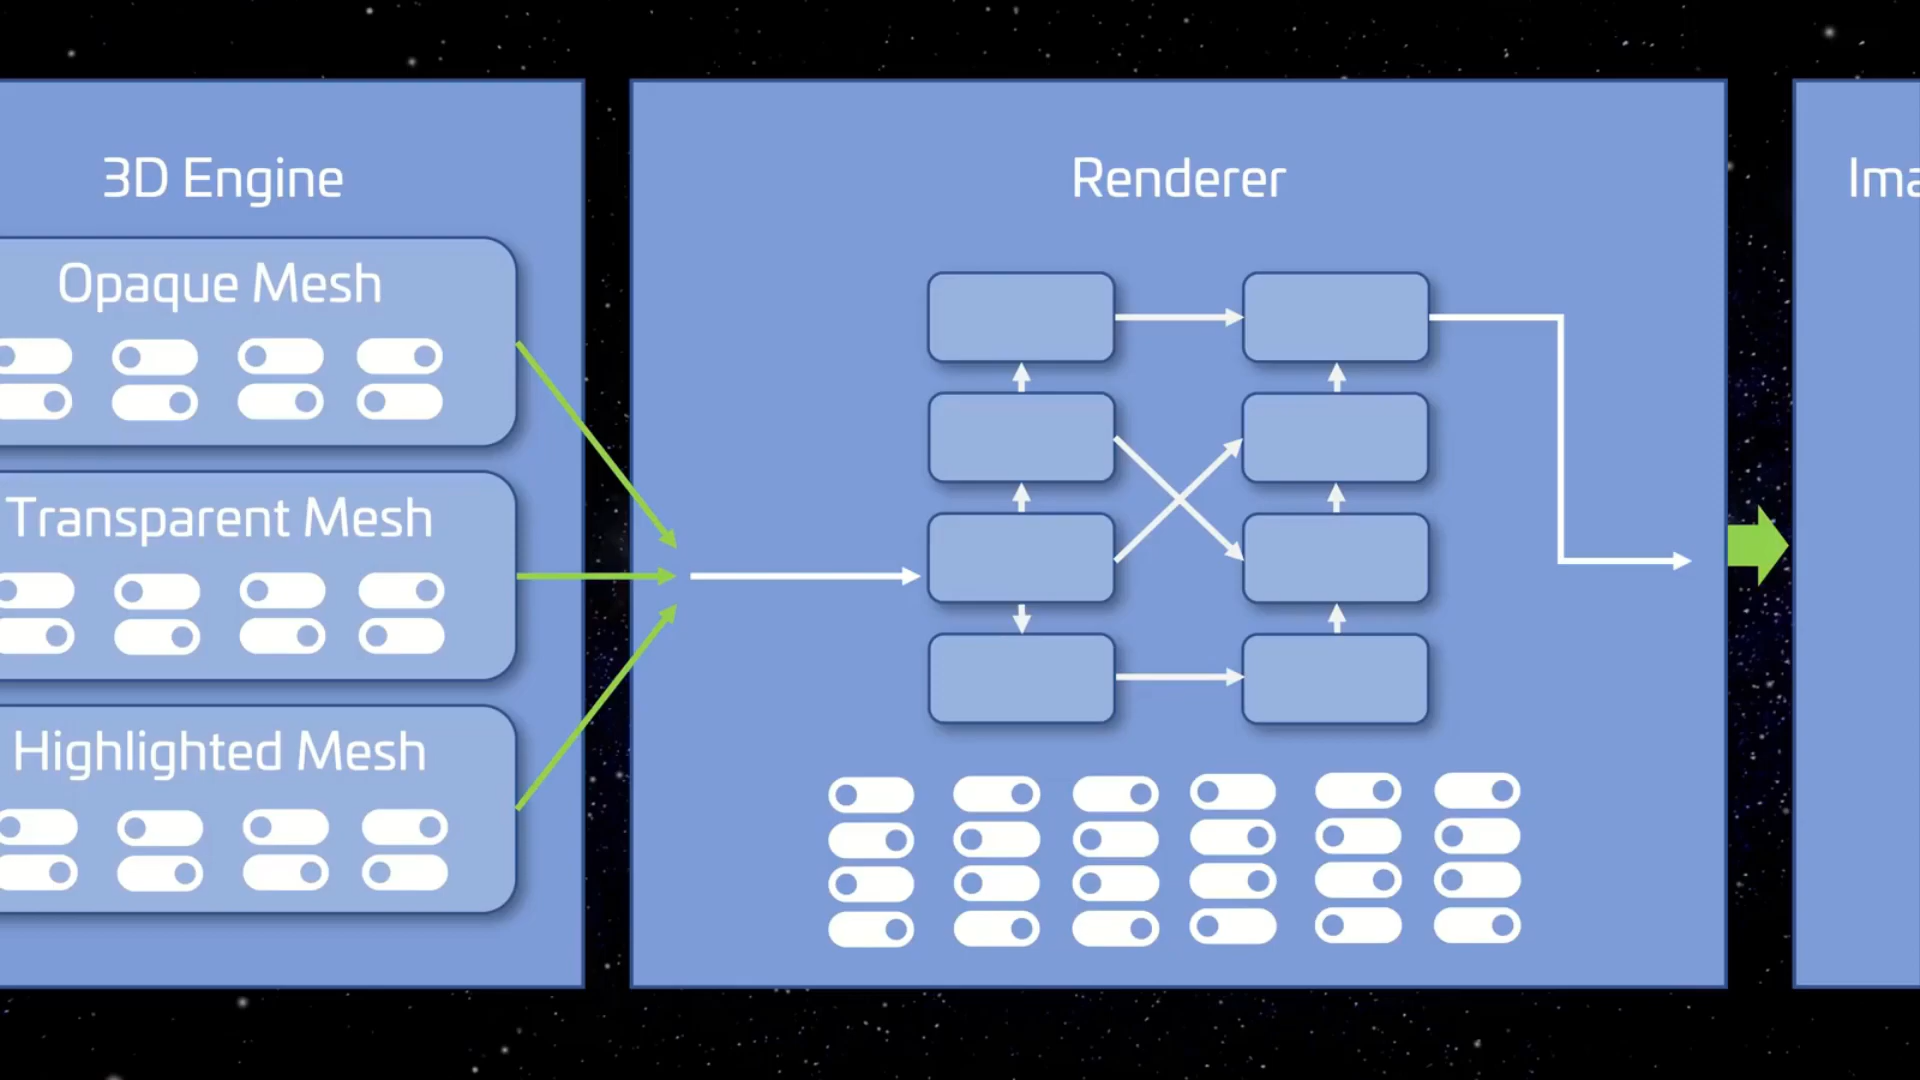 3D Engine
Opaque Mesh
Transparent Mesh
Highlighted Mesh
Renderer